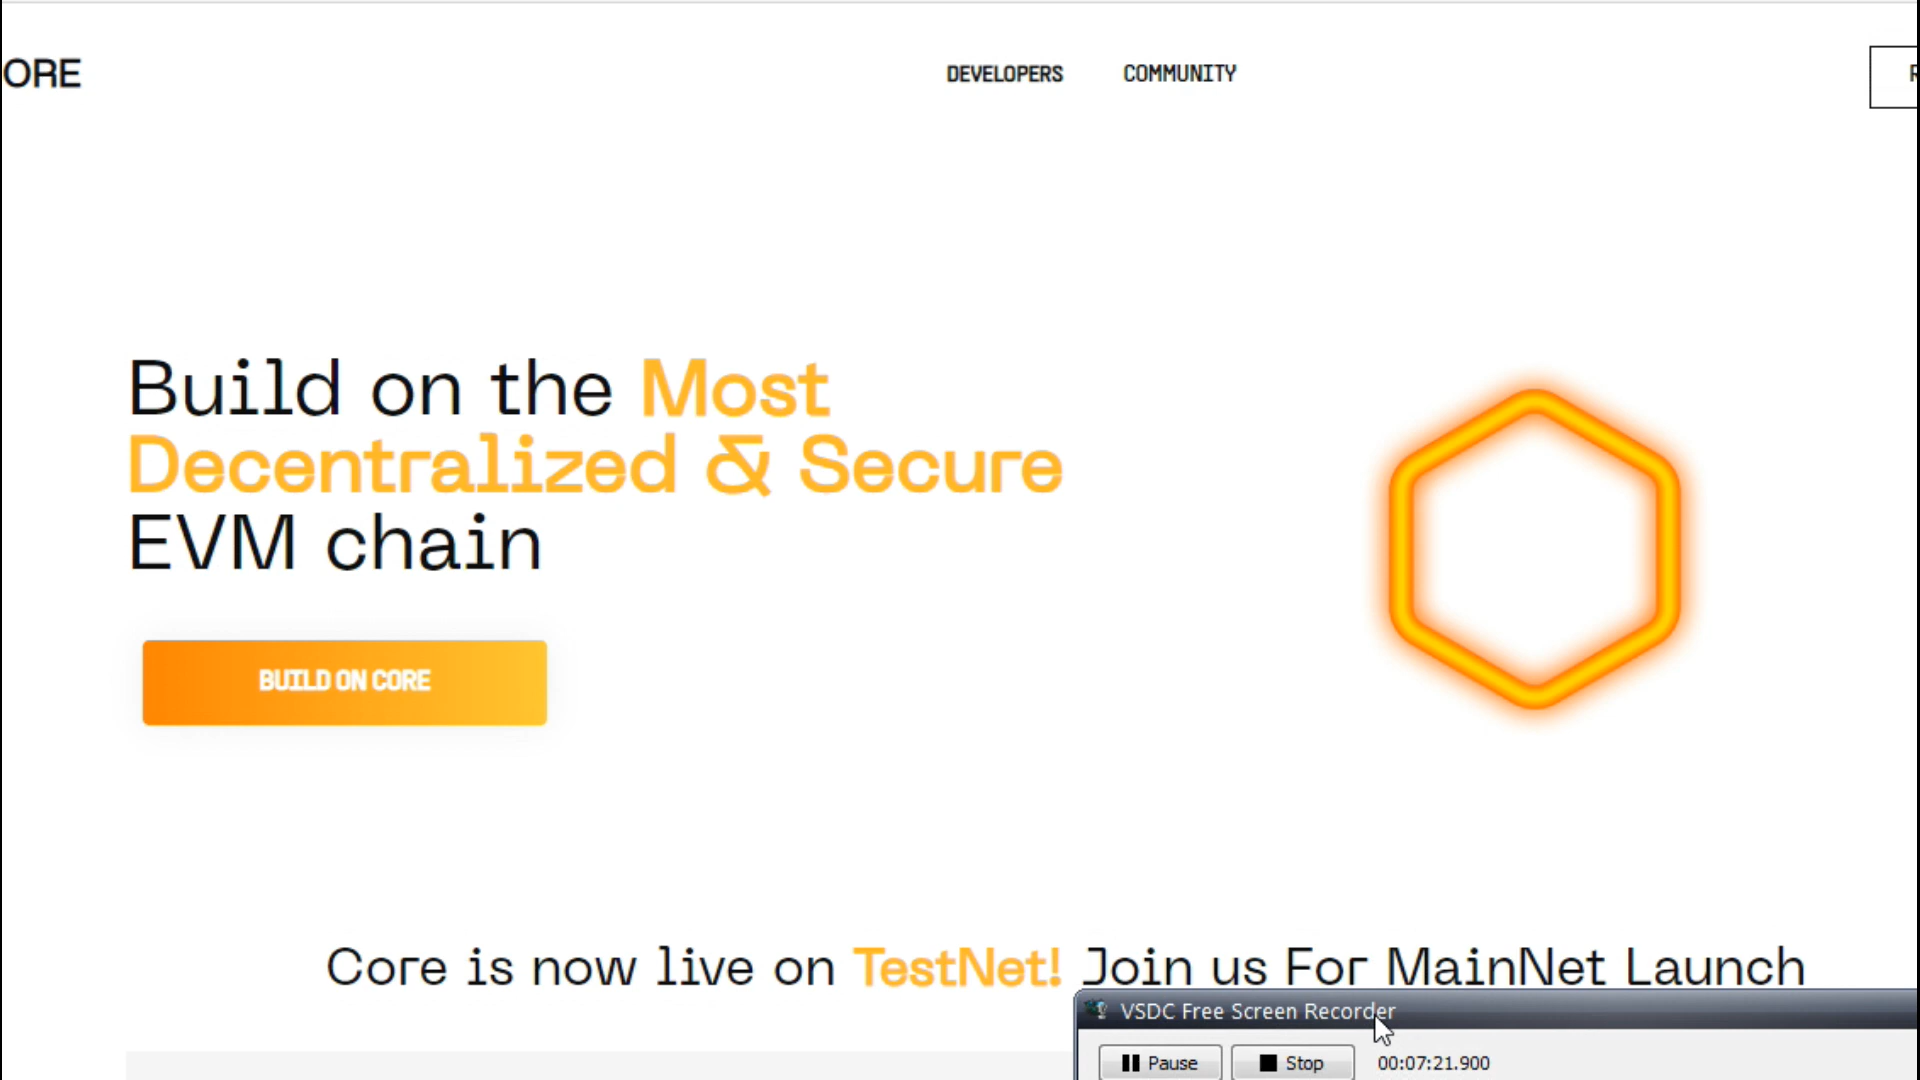 ORE
DEVELOPERS COMMUNITY
Build on the Most
Decentralized & Secure
EVM chain
BUILD ON CORE
Core is now live on TestNet! Join us For MainNet Launch
VSDC Free Screen Recorder
Pause Stop 00:07:21.900